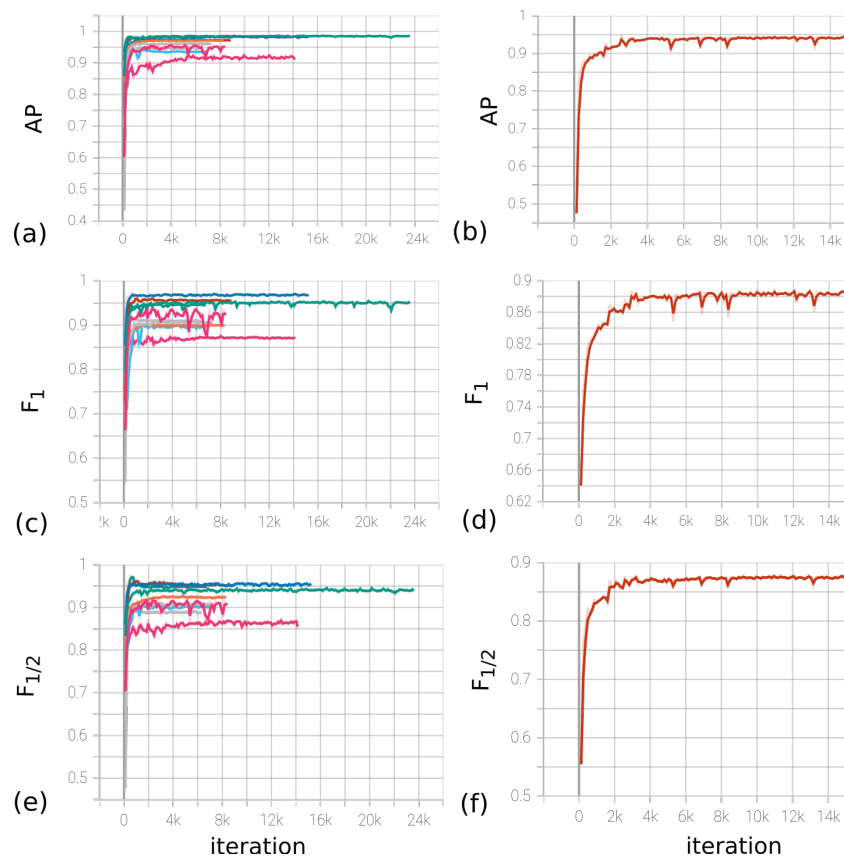 AP
1
0.9
0.8
0.7
0.6
0.5
0.4
0 4k 8k 12k 16k 20k 24k
(a)
AP
1
0.9
0.8
0.7
0.6
0.5
0 2k 4k 6k 8k 10k 12k 14k
(b)
F1
1
0.9
0.8
0.7
0.6
0.5
2k 0 4k 8k 12k 16k 20k 24k
(c)
F1
0.9
0.86
0.82
0.78
0.74
0.7
0.66
0.62
0 2k 4k 6k 8k 10k 12k 14k
(d)
F1/2
1
0.9
0.8
0.7
0.6
0.5
0 4k 8k 12k 16k 20k 24k
(e)
iteration
F1/2
0.9
0.8
0.7
0.6
0.5
0 2k 4k 6k 8k 10k 12k 14k
(f)
iteration